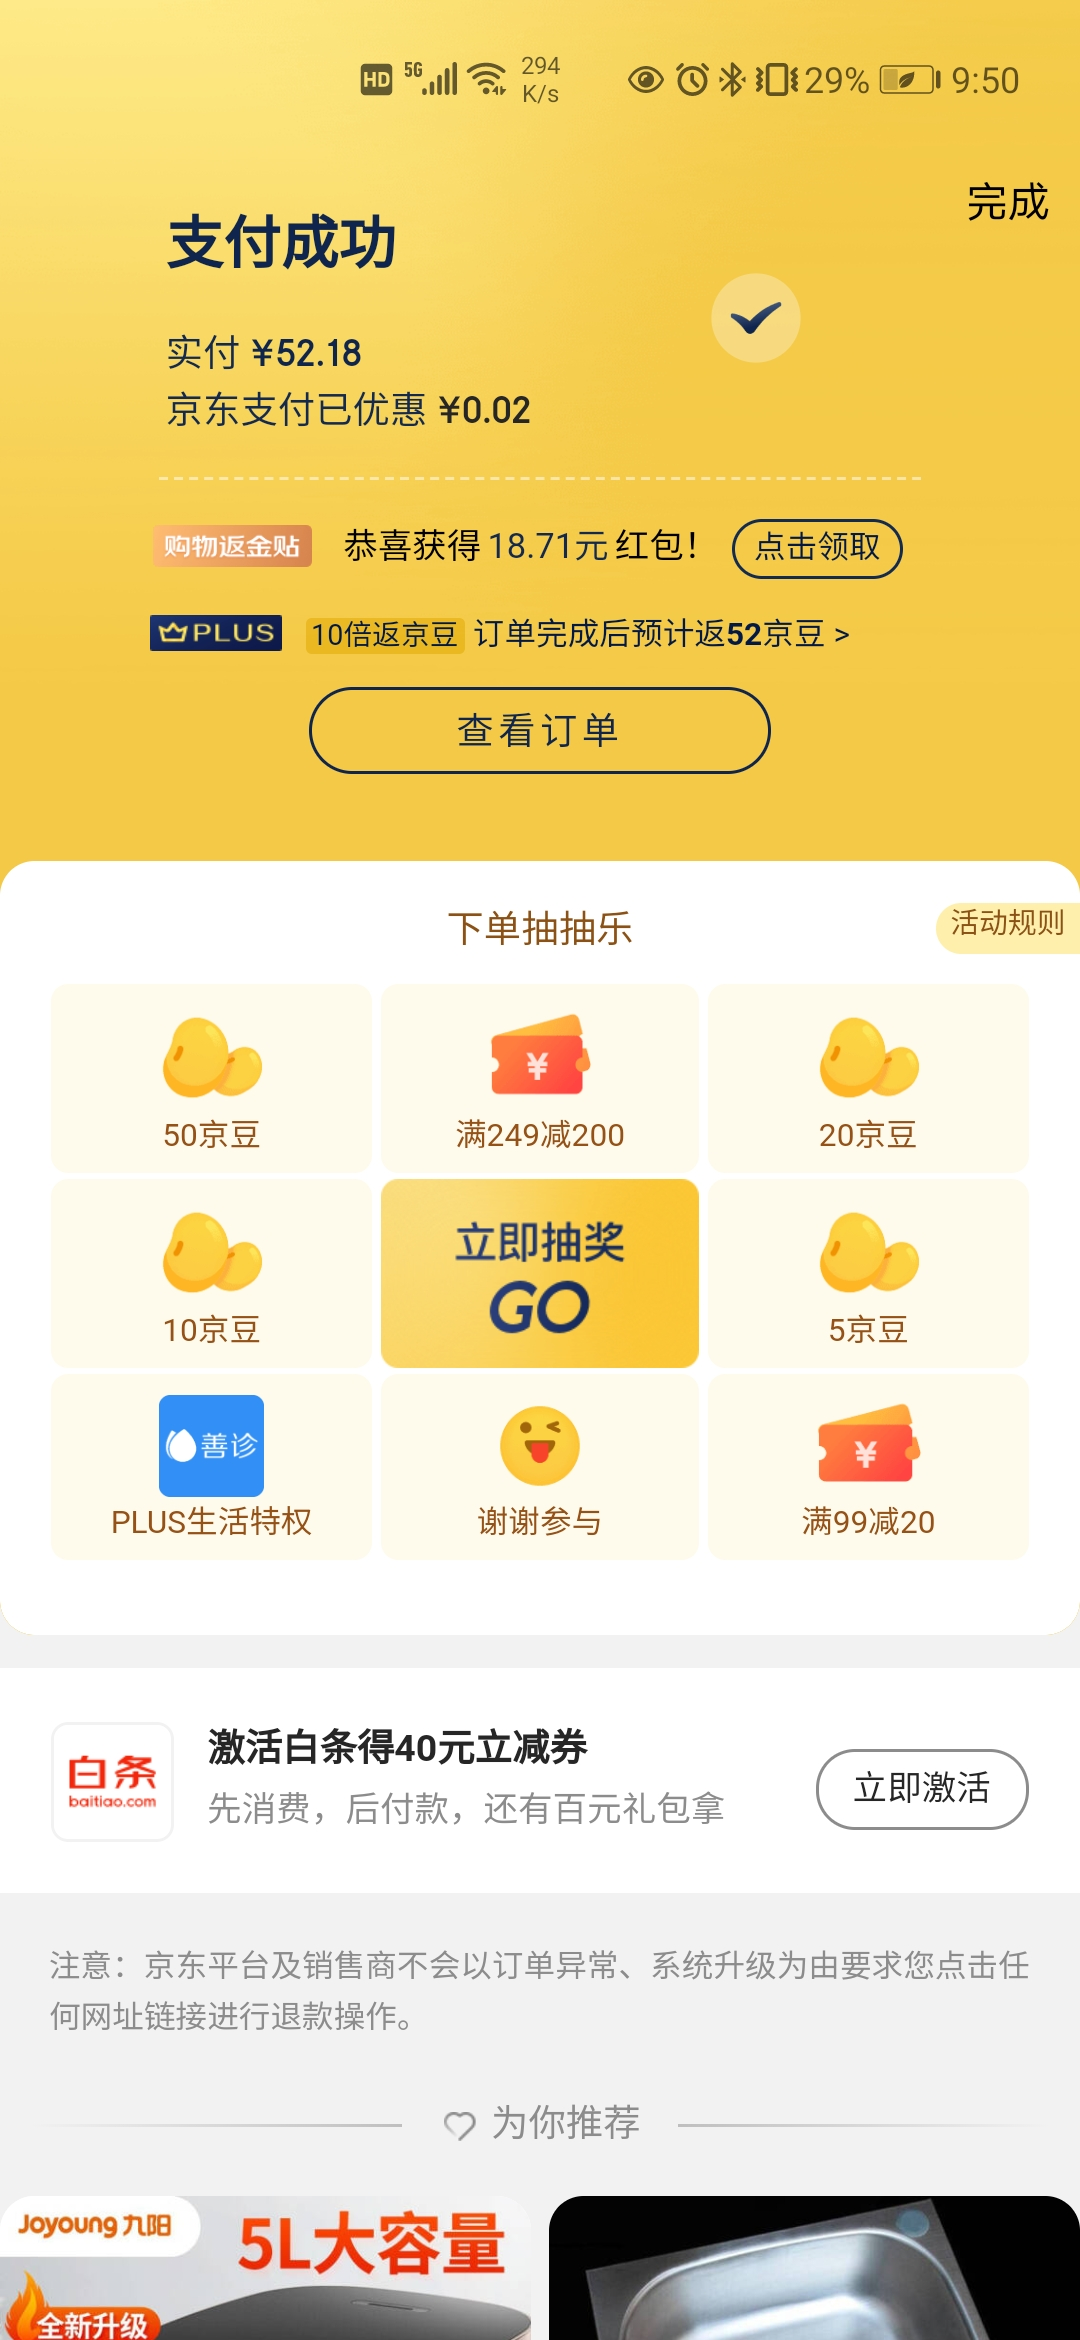 HD 5G 294 K/s 29% 9:50
完成
支付成功
实付 ¥52.18
京东支付已优惠 ¥0.02
购物返金贴 恭喜获得 18.71元 红包! 点击领取
PLUS 10倍返京豆 订单完成后预计返52京豆 >
查看订单
下单抽抽乐
活动规则
50京豆 满249减200 20京豆
立即抽奖
GO
10京豆 5京豆
善诊
¥
PLUS生活特权 谢谢参与 满99减20
白条
baitiao.com
激活白条得40元立减券
先消费，后付款，还有百元礼包拿
立即激活
注意：京东平台及销售商不会以订单异常、系统升级为由要求您点击任
何网址链接进行退款操作。
为你推荐
Joyoung 九阳
5L大容量
全新升级